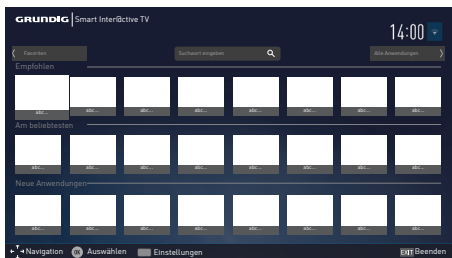 GRUNDIG Smart Inter@ctive TV
14:00
Favoriten Suchwort eingeben Alle Anwendungen
Empfohlen
abc... abc... abc... abc... abc... abc... abc... abc...
Am beliebtesten
abc... abc... abc... abc... abc... abc... abc... abc...
Neue Anwendungen
abc... abc... abc... abc... abc... abc... abc... abc...
Navigation OK Auswählen Einstellungen EXIT Beenden